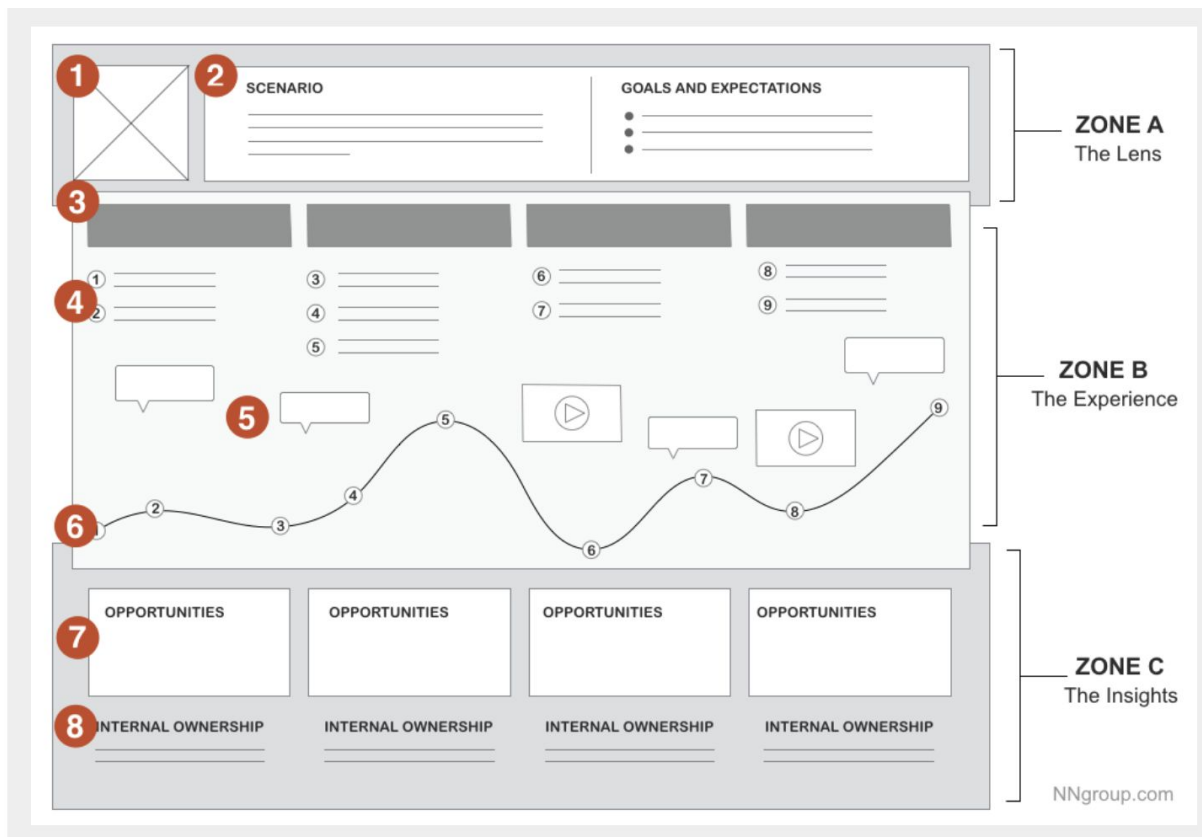 1
2
SCENARIO
GOALS AND EXPECTATIONS
ZONE A
The Lens
3
4
1
2
3
4
5
6
7
8
9
ZONE B
The Experience
5
6
1
2
3
4
5
6
7
8
9
7
OPPORTUNITIES
OPPORTUNITIES
OPPORTUNITIES
OPPORTUNITIES
ZONE C
The Insights
8
INTERNAL OWNERSHIP
INTERNAL OWNERSHIP
INTERNAL OWNERSHIP
INTERNAL OWNERSHIP
NNgroup.com